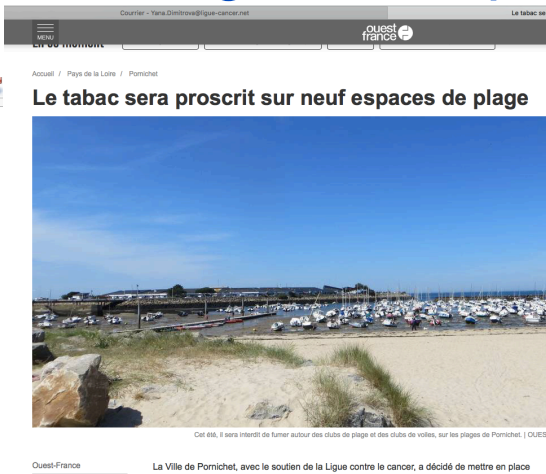 Courrier – Yana.Dimitrova@ligue-cancer.net
Le tabac se
MENU
ouest
france
En ce moment
Accueil / Pays de la Loire / Pornichet
Le tabac sera proscrit sur neuf espaces de plage
Cet été, il sera interdit de fumer autour des clubs de plage et des clubs de voiles, sur les plages de Pornichet. | OUES
Ouest-France
La Ville de Pornichet, avec le soutien de la Ligue contre le cancer, a décidé de mettre en place